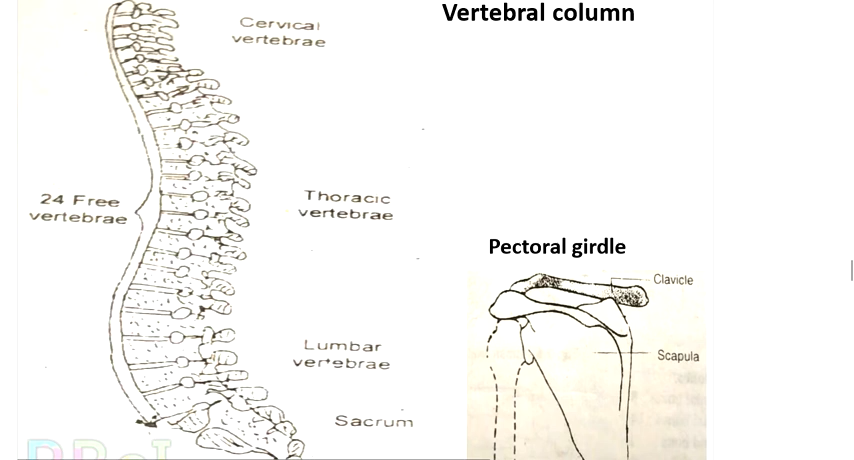 Vertebral column
Cervical
vertebrae
24 Free
vertebrae
Thoracic
vertebrae
Pectoral girdle
Clavicle
Scapula
Lumbar
vertebrae
Sacrum